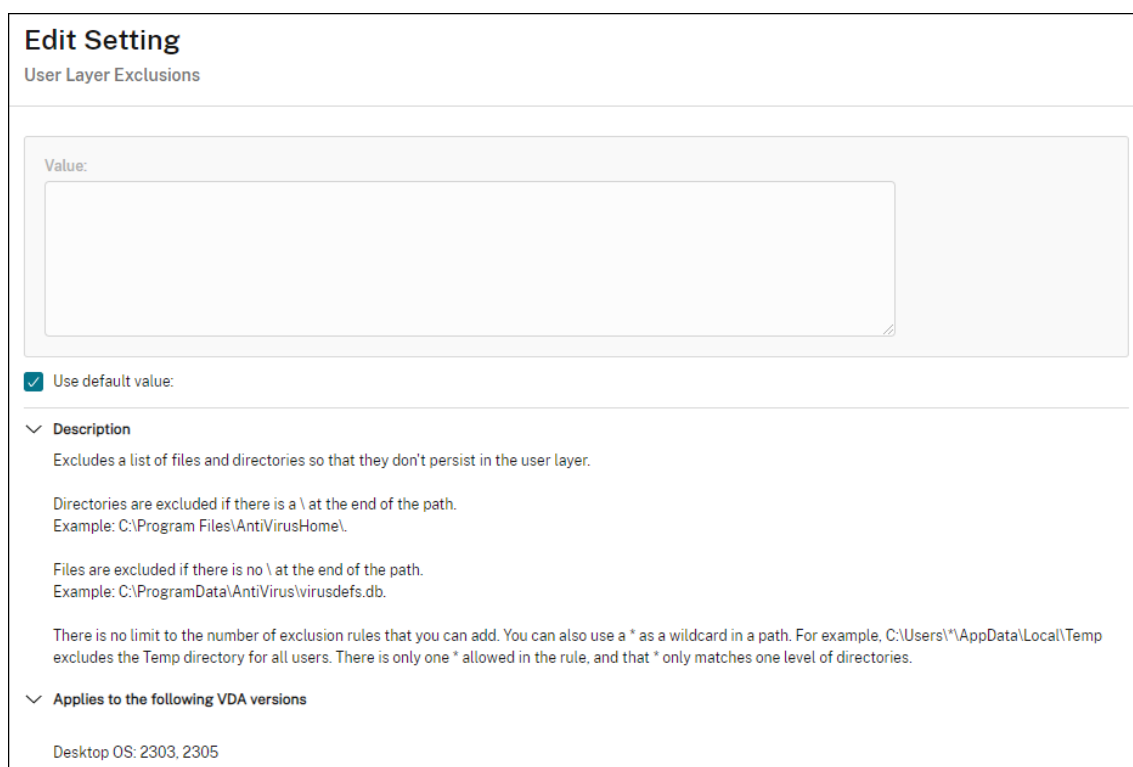 Edit Setting
User Layer Exclusions
Value:
Use default value:
Description
Excludes a list of files and directories so that they don't persist in the user layer.
Directories are excluded if there is a \ at the end of the path.
Example: C:\Program Files\AntiVirusHome\.
Files are excluded if there is no \ at the end of the path.
Example: C:\ProgramData\AntiVirus\virusdefs.db.
There is no limit to the number of exclusion rules that you can add. You can also use a * as a wildcard in a path. For example, C:\Users\*\AppData\Local\Temp
excludes the Temp directory for all users. There is only one * allowed in the rule, and that * only matches one level of directories.
Applies to the following VDA versions
Desktop OS: 2303, 2305